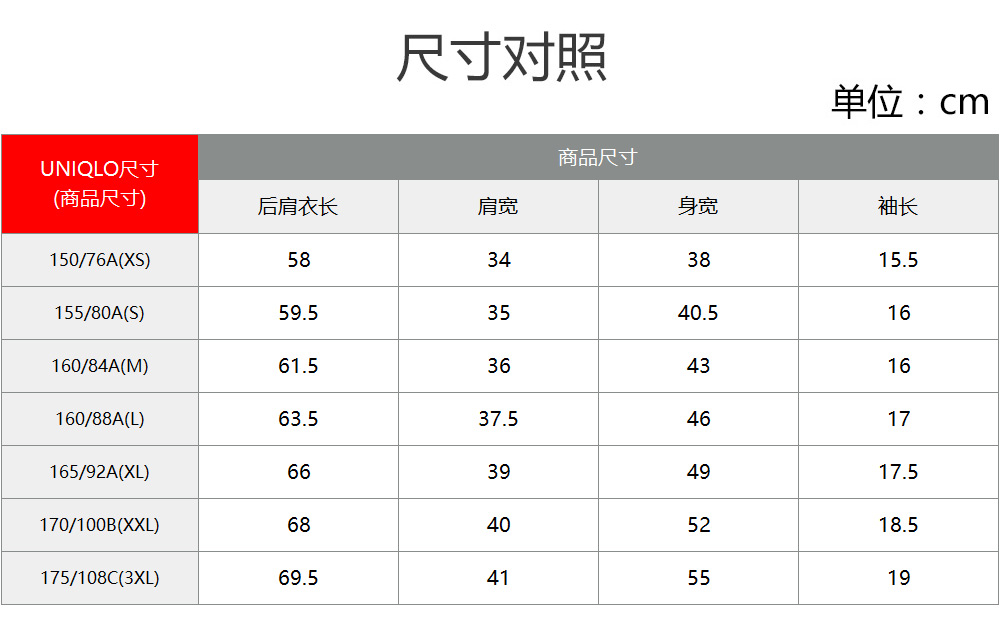 尺寸对照
单位：cm
UNIQLO尺寸
(商品尺寸)
商品尺寸
后肩衣长 肩宽 身宽 袖长
150/76A(XS) 58 34 38 15.5
155/80A(S) 59.5 35 40.5 16
160/84A(M) 61.5 36 43 16
160/88A(L) 63.5 37.5 46 17
165/92A(XL) 66 39 49 17.5
170/100B(XXL) 68 40 52 18.5
175/108C(3XL) 69.5 41 55 19